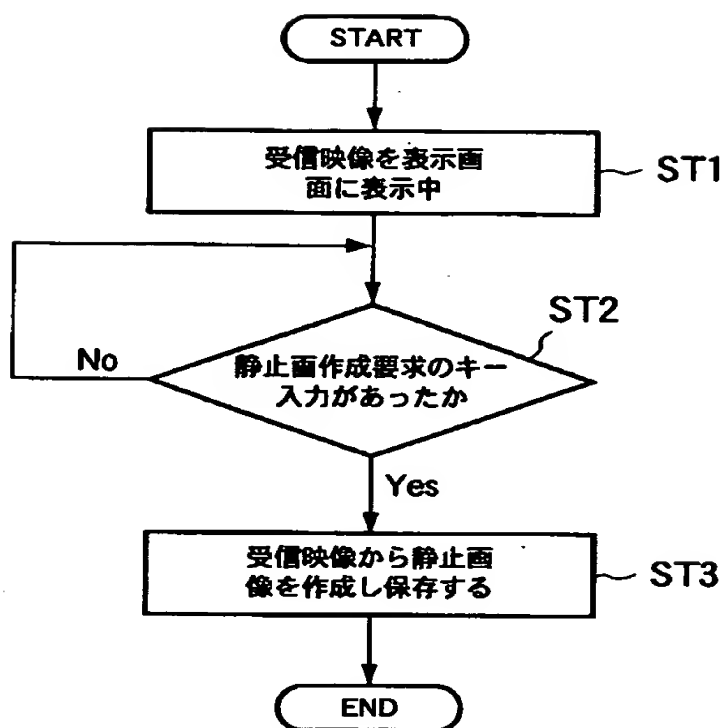 START
受信映像を表示画
面に表示中
ST1
ST2
No
静止画作成要求のキー
入力があったか
Yes
受信映像から静止画
像を作成し保存する
ST3
END